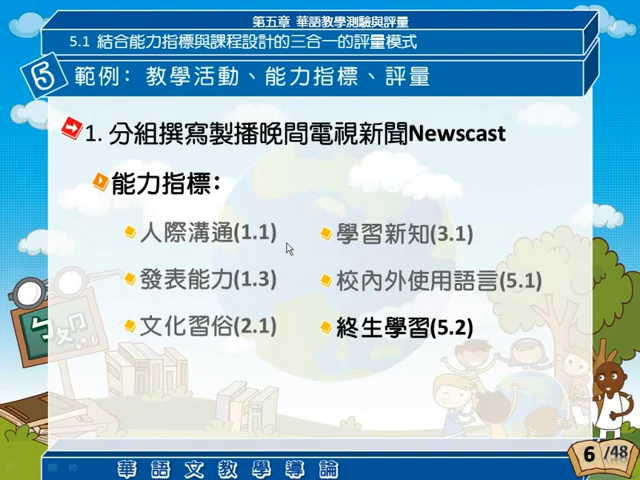 第五章 華語教學測驗與評量
5.1 結合能力指標與課程設計的三合一的評量模式
5 範例：教學活動、能力指標、評量
1. 分組撰寫製播晚間電視新聞Newscast
能力指標：
人際溝通(1.1)
學習新知(3.1)
發表能力(1.3)
校內外使用語言(5.1)
文化習俗(2.1)
終生學習(5.2)
ㄅㄆㄇ
華語文教學導論
6 /48